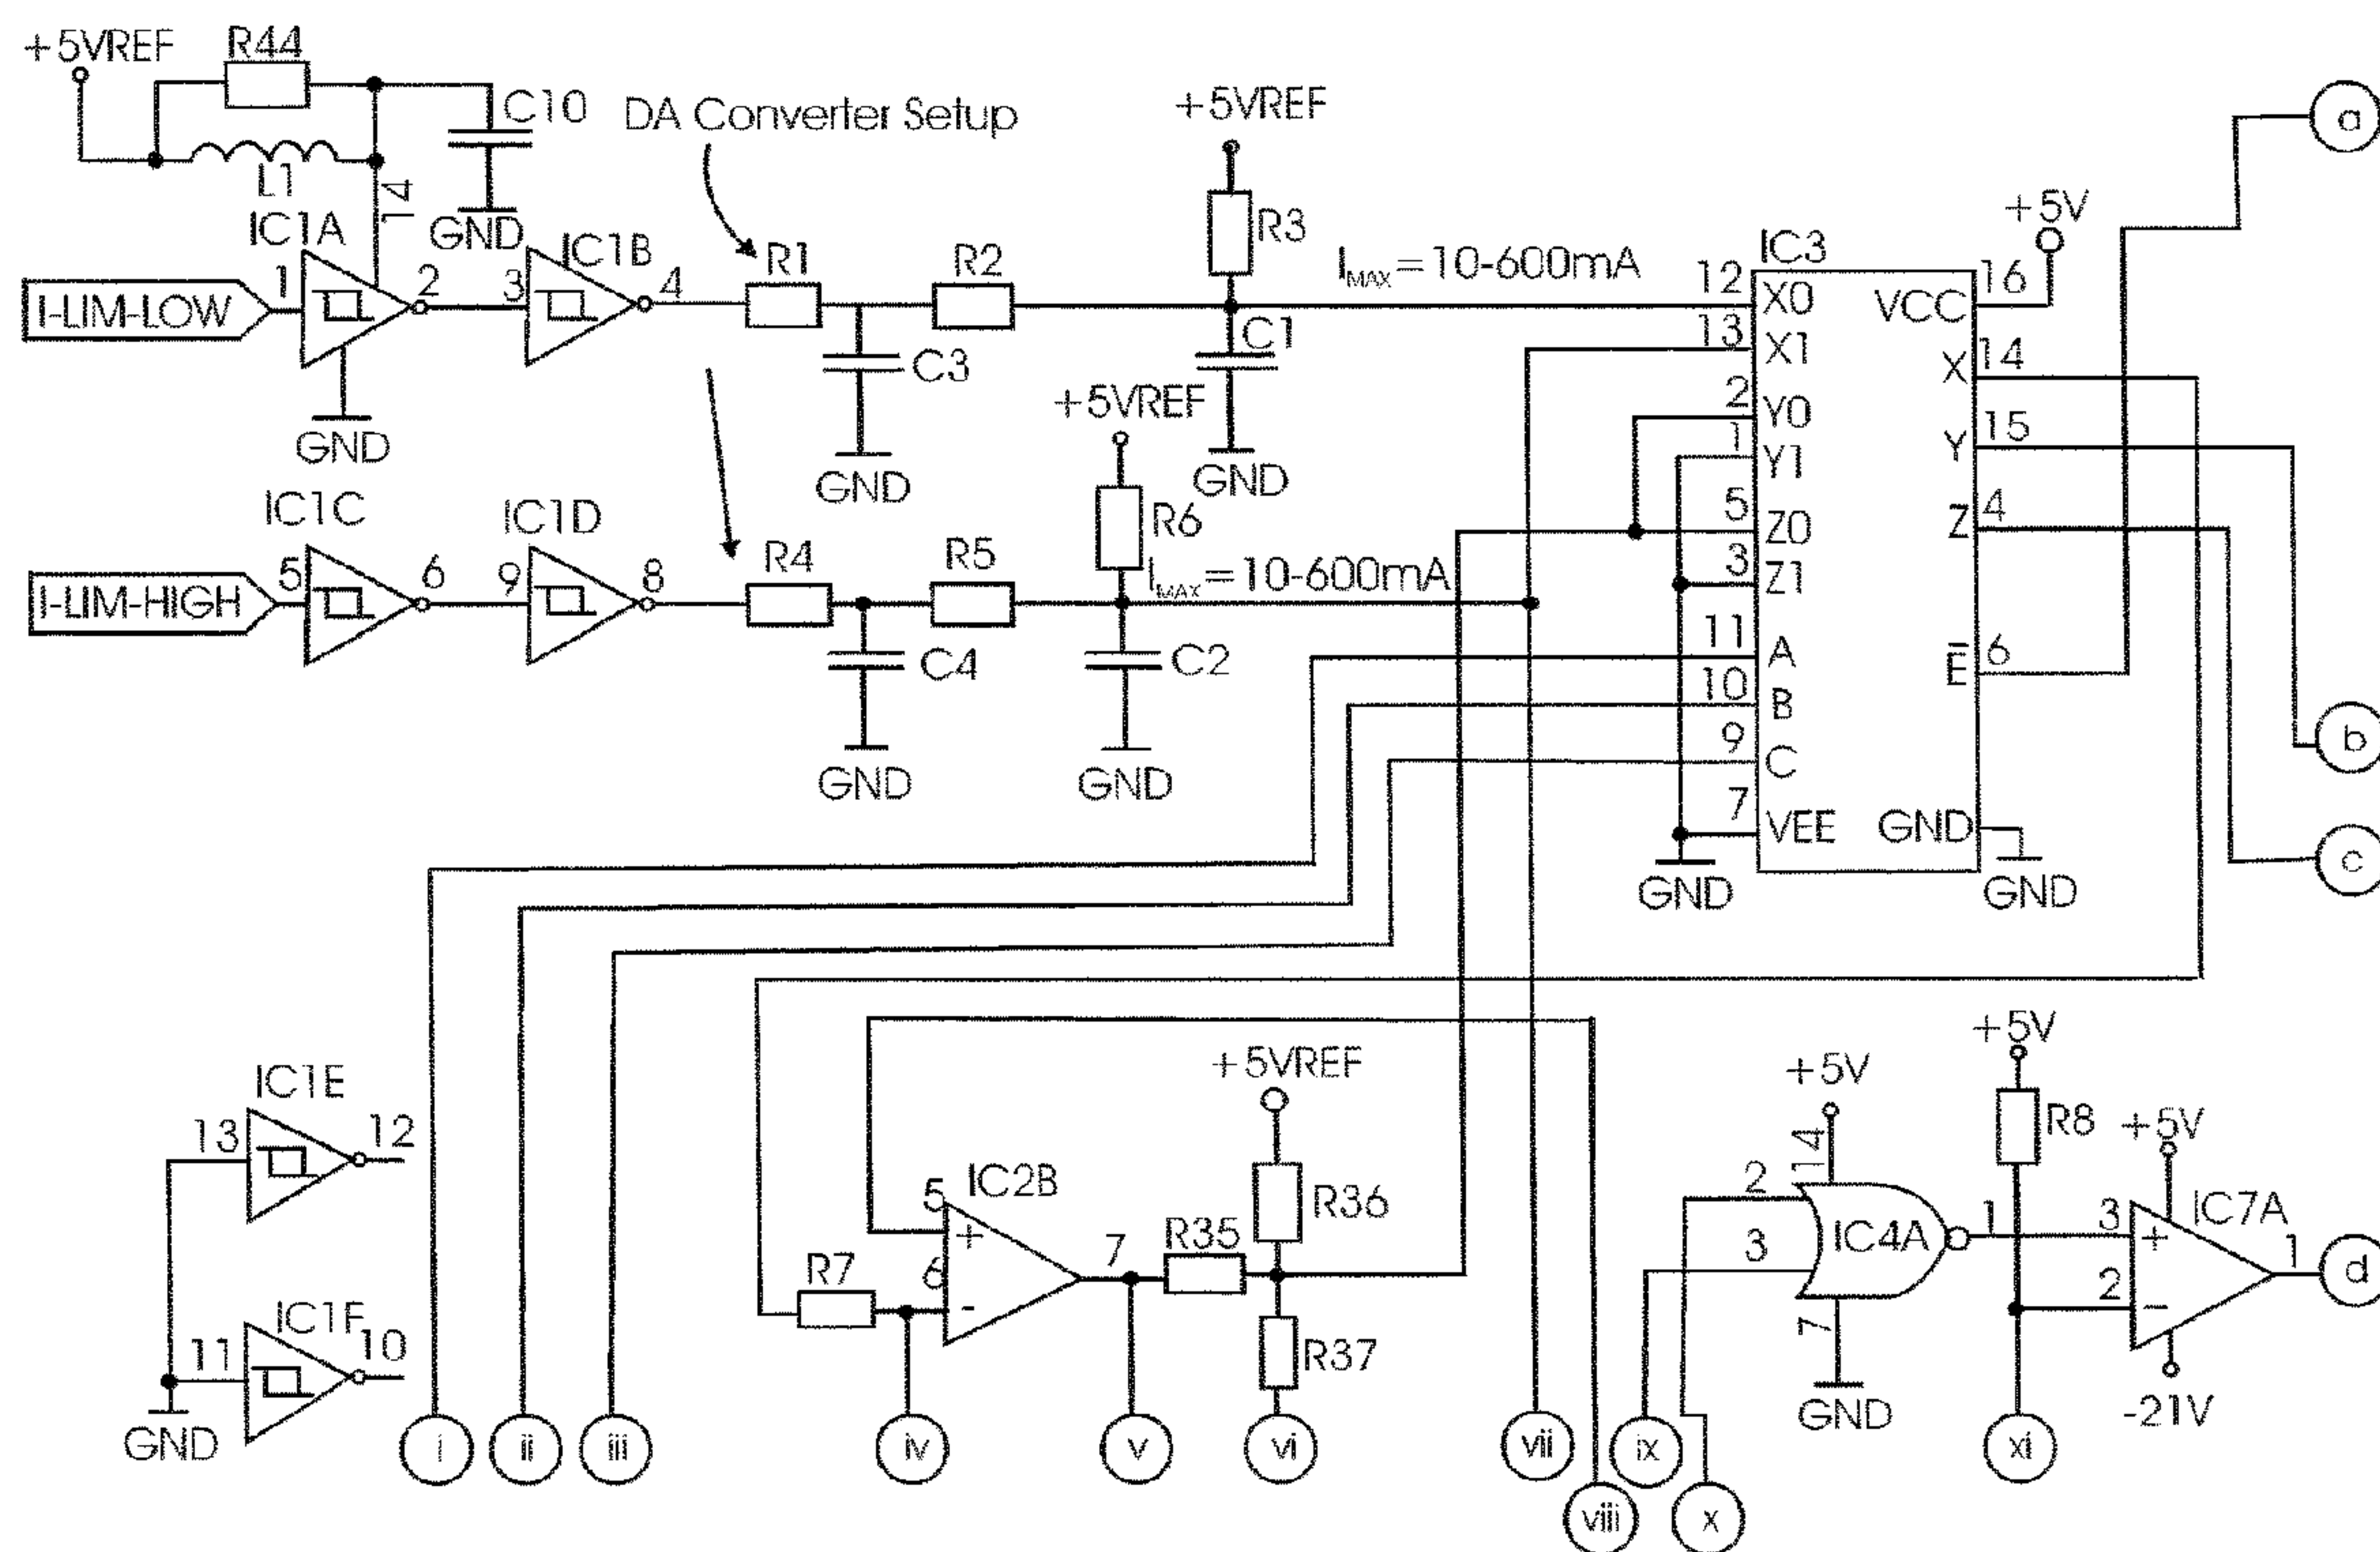 +5VREF
R44
C10
L1
14
GND
DA Converter Setup
+5VREF
R3
IC1A
I-LIM-LOW
1
2
GND
IC1B
3
4
R1
R2
C3
GND
C1
GND
IMAX=10-600mA
IC3
+5V
12 X0
13 X1
2 Y0
1 Y1
5 Z0
3 Z1
11 A
10 B
9 C
7 VEE
GND
VCC 16
X 14
Y 15
Z 4
E 6
GND
GND
a
b
c
+5VREF
R6
IC1C
I-LIM-HIGH
5
6
IC1D
9
8
R4
R5
IMAX=10-600mA
C4
GND
C2
GND
IC1E
13
12
IC1F
11
10
GND
+5VREF
IC2B
5
+
6
-
7
R7
R35
R36
R37
+5V
14
2
3
IC4A
1
7
GND
+5V
R8
+5V
IC7A
3
+
2
-
1
-21V
d
i
ii
iii
iv
v
vi
vii
viii
ix
x
xi